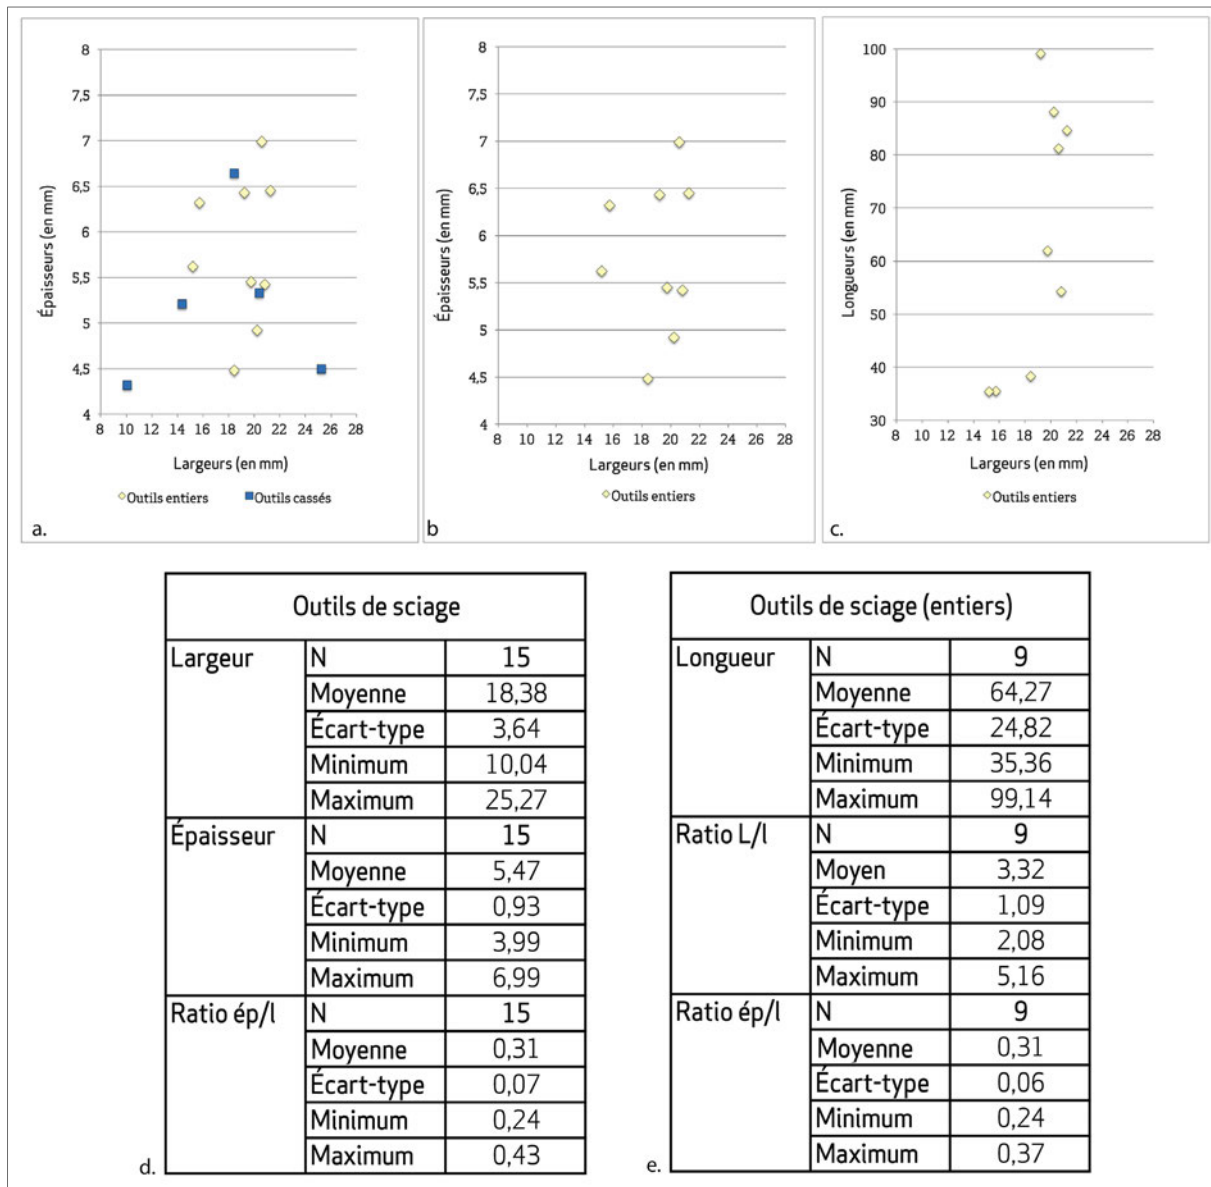 8
7,5
7
6,5
6
5,5
5
4,5
4
Épaisseurs (en mm)
8 10 12 14 16 18 20 22 24 26 28
Largeurs (en mm)
Outils entiers Outils cassés
a.
8
7,5
7
6,5
6
5,5
5
4,5
4
Épaisseurs (en mm)
8 10 12 14 16 18 20 22 24 26 28
Largeurs (en mm)
Outils entiers
b
100
90
80
70
60
50
40
30
Longueurs (en mm)
8 10 12 14 16 18 20 22 24 26 28
Largeurs (en mm)
Outils entiers
c.
Outils de sciage
Largeur N 15
Moyenne 18,38
Écart-type 3,64
Minimum 10,04
Maximum 25,27
Épaisseur N 15
Moyenne 5,47
Écart-type 0,93
Minimum 3,99
Maximum 6,99
Ratio ép/l N 15
Moyenne 0,31
Écart-type 0,07
Minimum 0,24
Maximum 0,43
d.
Outils de sciage (entiers)
Longueur N 9
Moyenne 64,27
Écart-type 24,82
Minimum 35,36
Maximum 99,14
Ratio L/l N 9
Moyen 3,32
Écart-type 1,09
Minimum 2,08
Maximum 5,16
Ratio ép/l N 9
Moyenne 0,31
Écart-type 0,06
Minimum 0,24
Maximum 0,37
e.